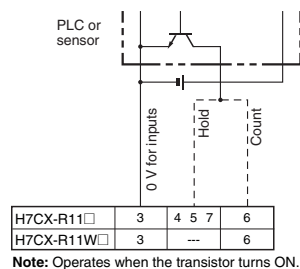 PLC or
sensor
0 V for inputs
Hold
Count
H7CX-R11□ 3 4 5 7 6
H7CX-R11W□ 3 --- 6
Note: Operates when the transistor turns ON.